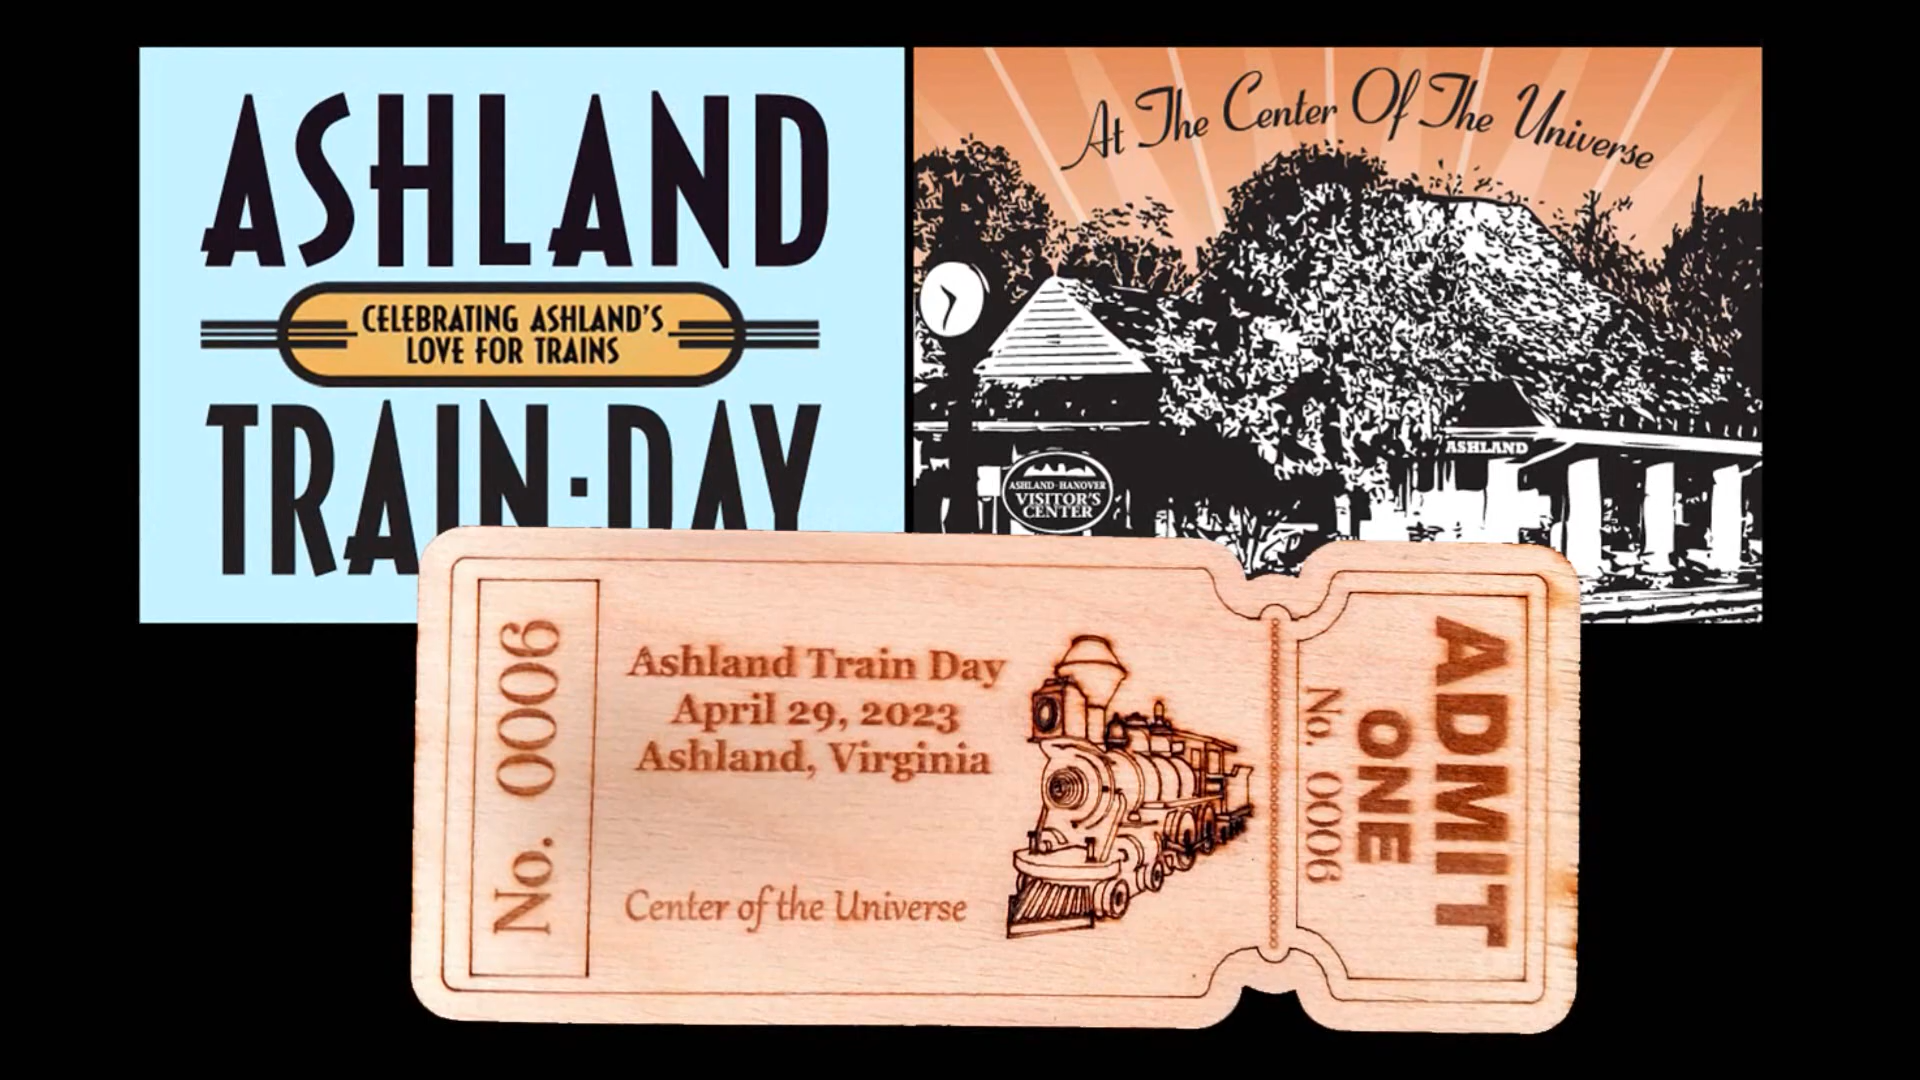 ASHLAND
CELEBRATING ASHLAND'S
LOVE FOR TRAINS
TRAIN·DAY
At The Center Of The Universe
ASHLAND
ASHLAND·HANOVER
VISITOR'S
CENTER
No. 0006
Ashland Train Day
April 29, 2023
Ashland, Virginia
Center of the Universe
ADMIT
ONE
No. 0006